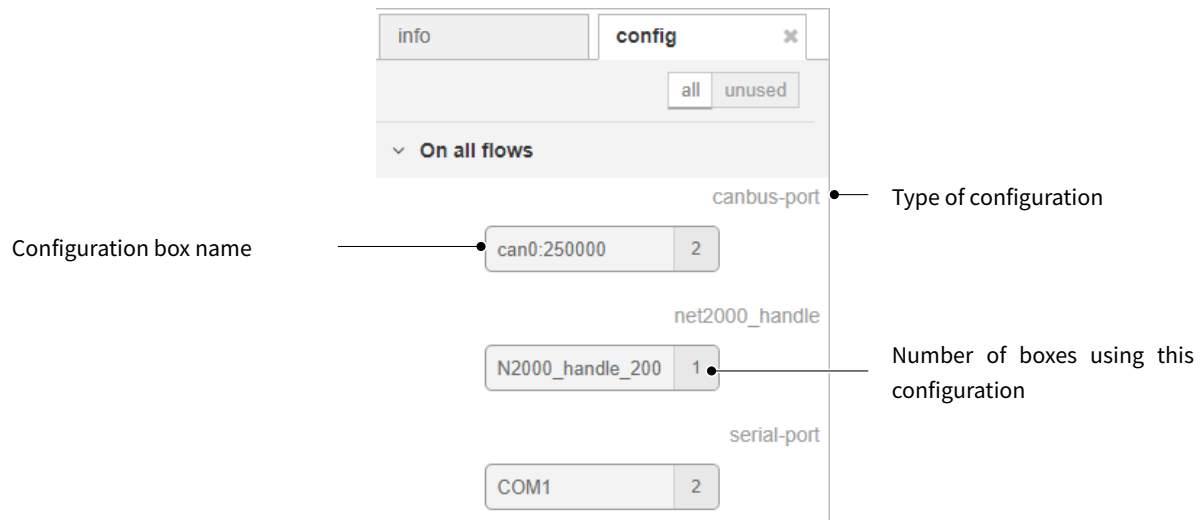 info
config
all
unused
On all flows
canbus-port
Type of configuration
Configuration box name
can0:250000
2
net2000_handle
N2000_handle_200
1
Number of boxes using this
configuration
serial-port
COM1
2